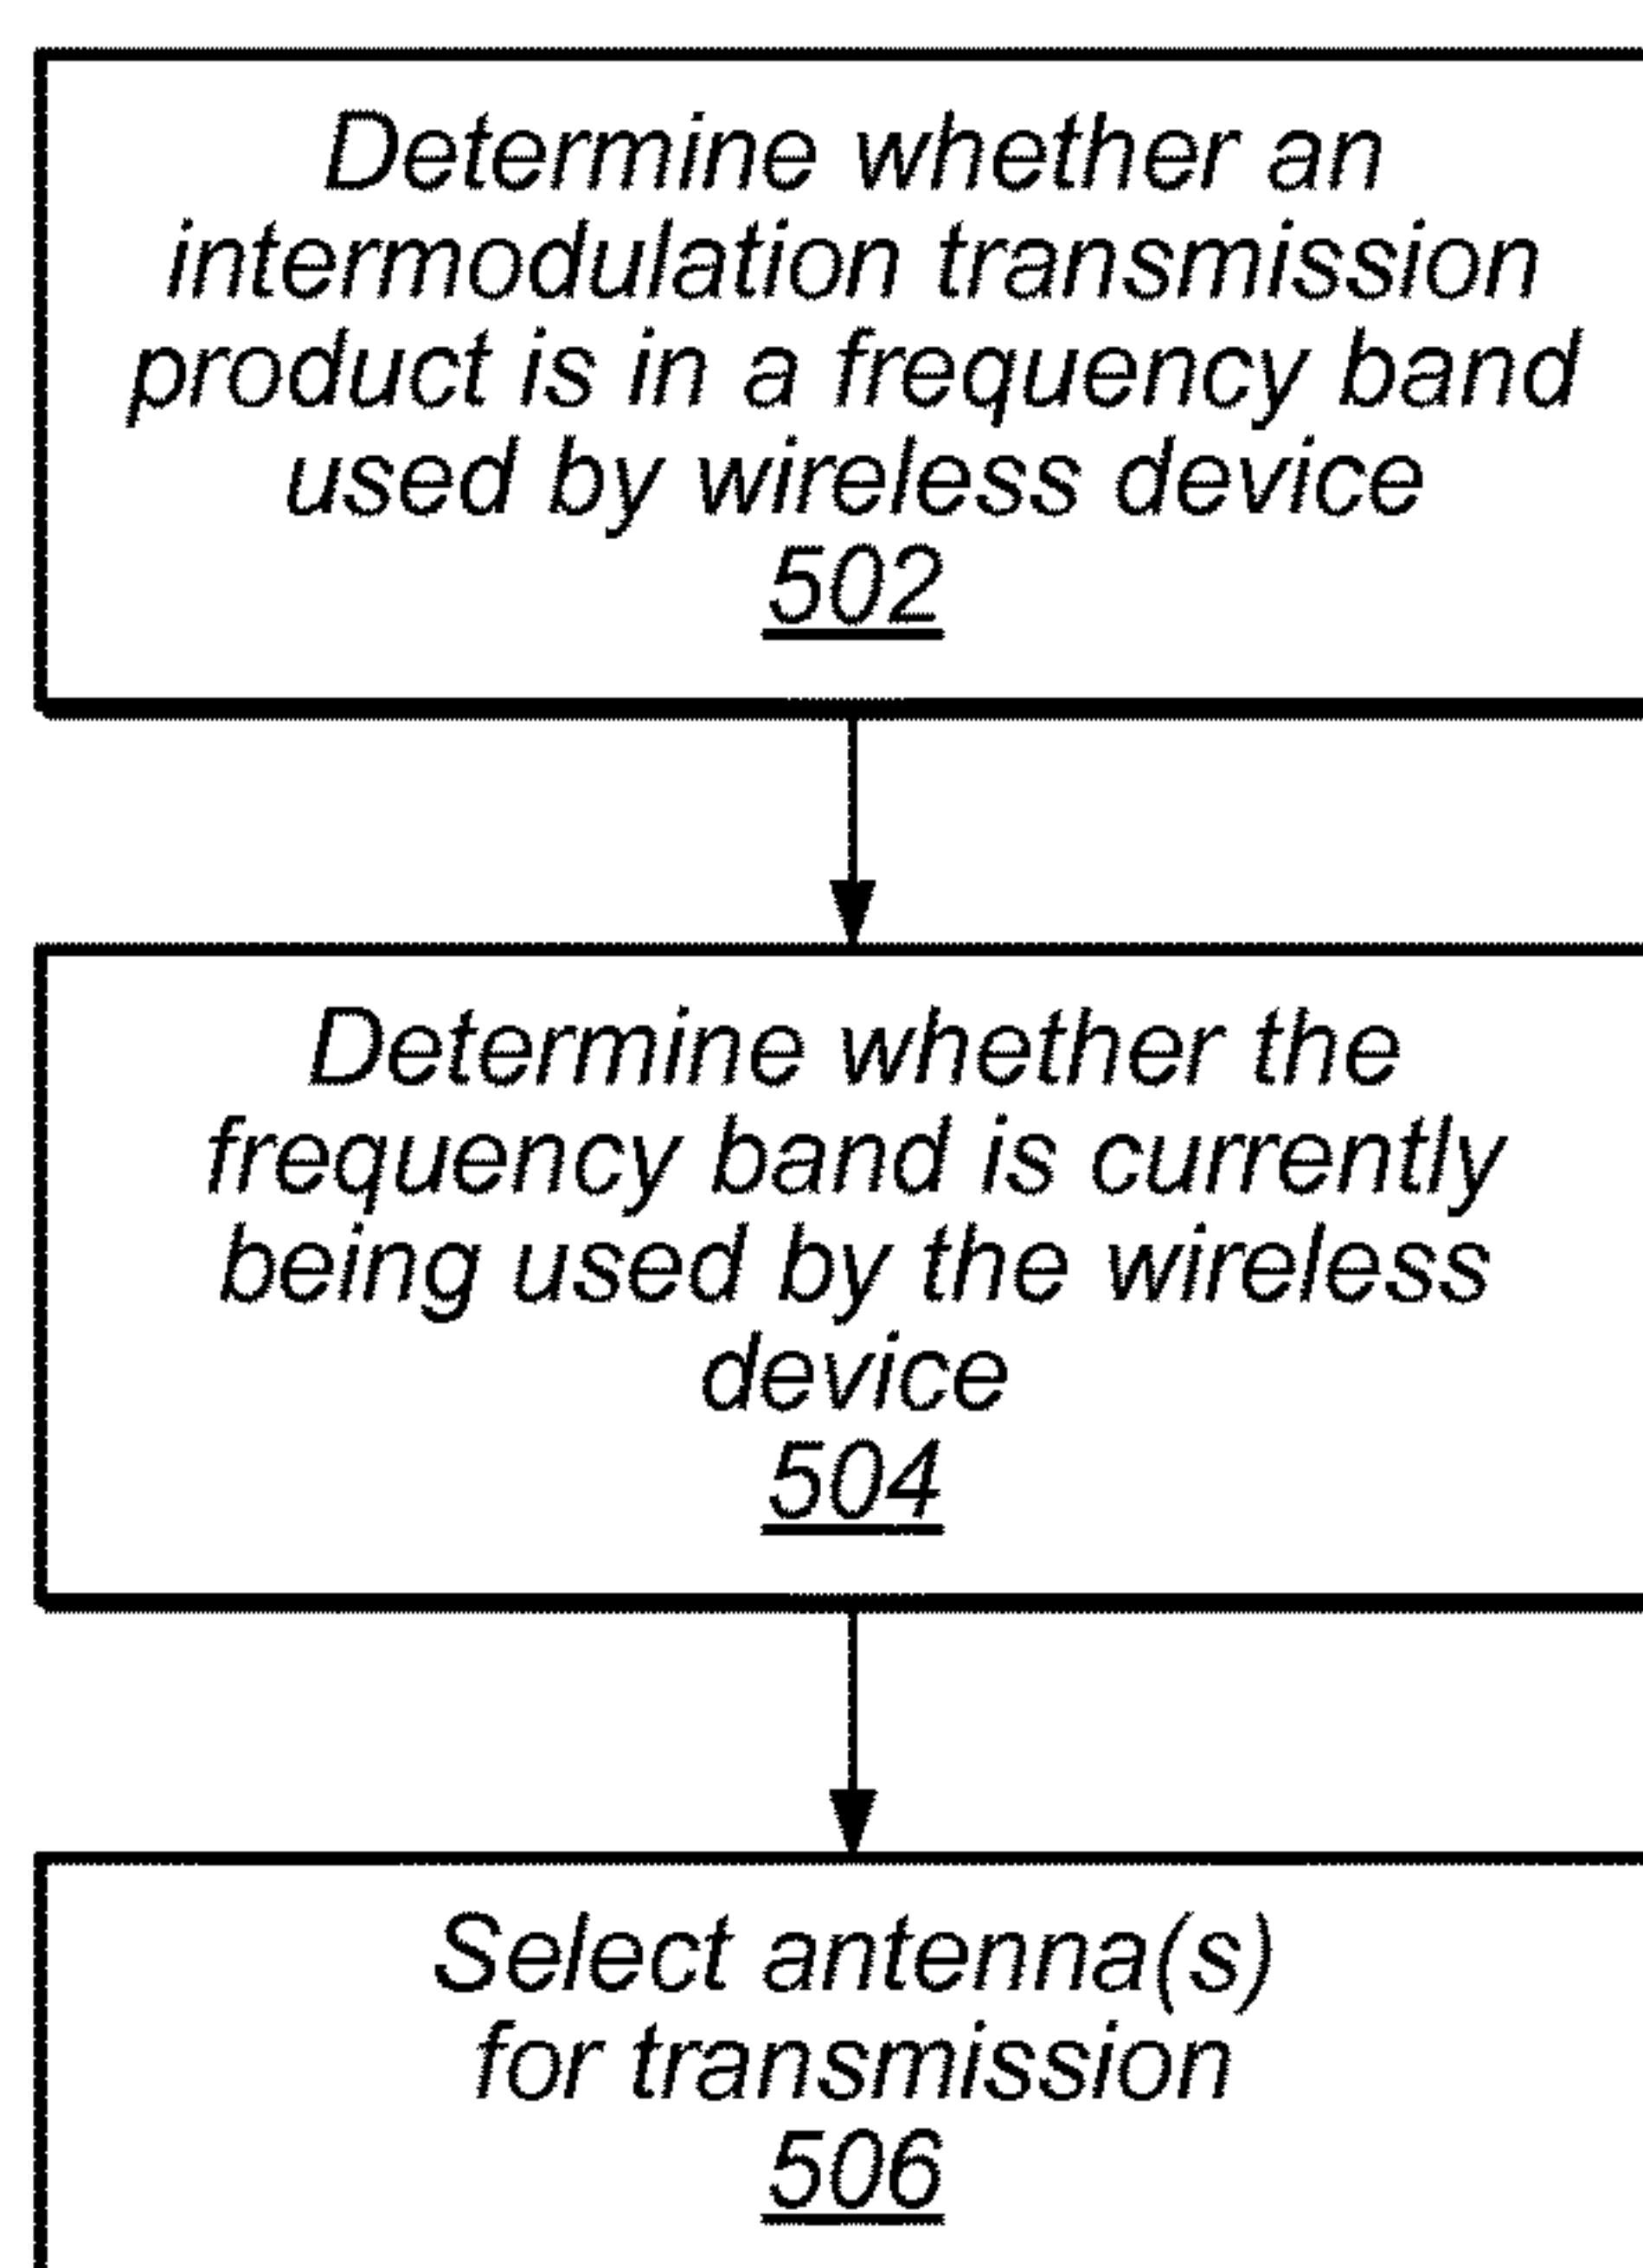 Determine whether an
intermodulation transmission
product is in a frequency band
used by wireless device
502
Determine whether the
frequency band is currently
being used by the wireless
device
504
Select antenna(s)
for transmission
506